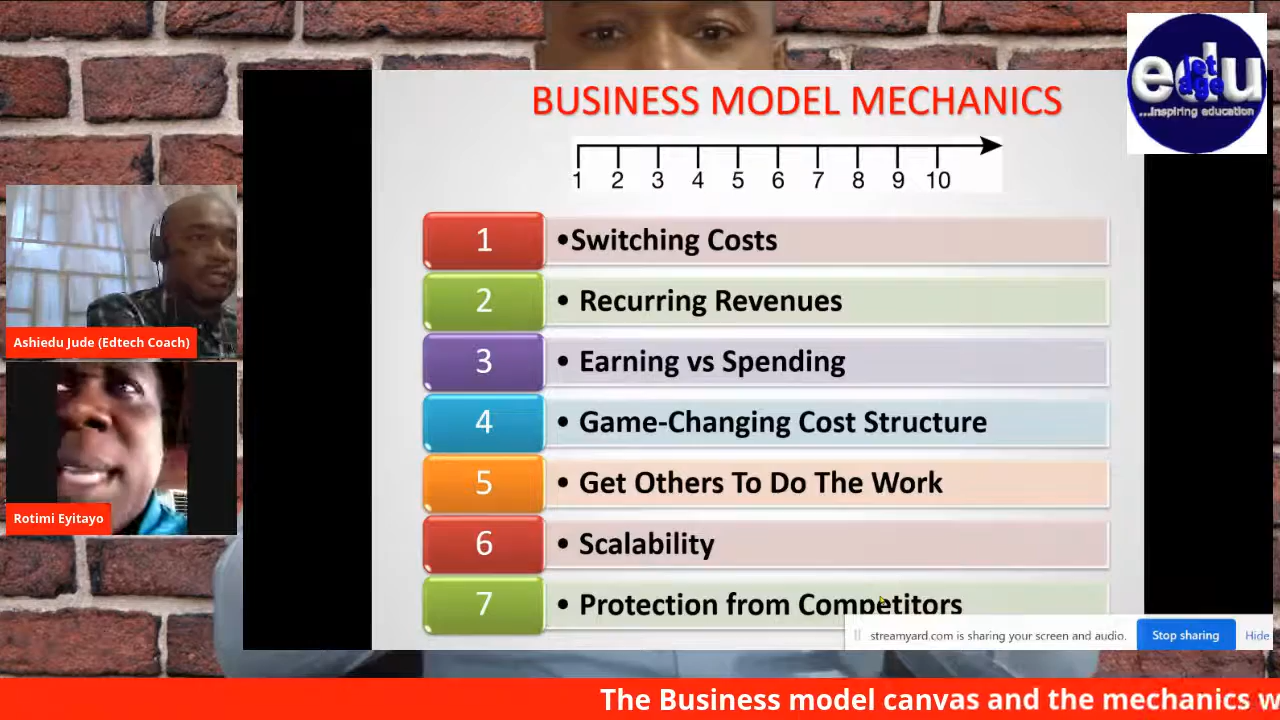 BUSINESS MODEL MECHANICS
1 2 3 4 5 6 7 8 9 10
1 •Switching Costs
2 • Recurring Revenues
3 • Earning vs Spending
4 • Game-Changing Cost Structure
5 • Get Others To Do The Work
6 • Scalability
7 • Protection from Competitors
edu
let
age
...inspiring education
Ashiedu Jude (Edtech Coach)
Rotimi Eyitayo
streamyard.com is sharing your screen and audio. Stop sharing Hide
The Business model canvas and the mechanics w